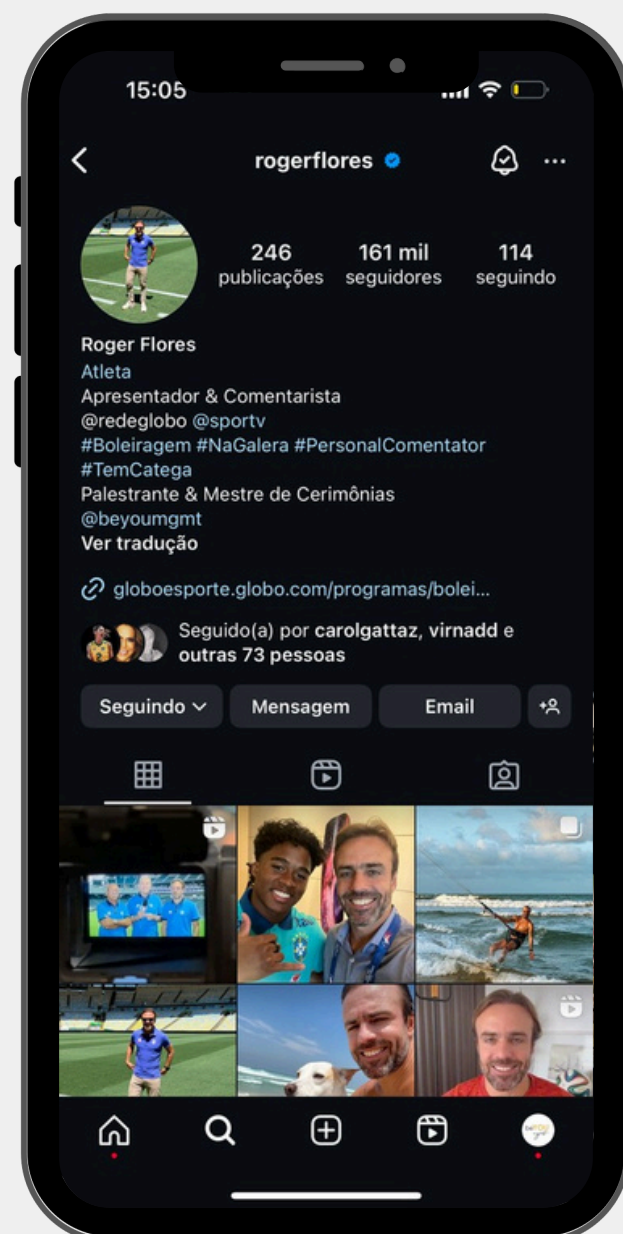 15:05
rogerflores
246 161 mil 114
publicações seguidores seguindo
Roger Flores
Atleta
Apresentador & Comentarista
@redeglobo @sportv
#Boleiragem #NaGalera #PersonalComentator
#TemCatega
Palestrante & Mestre de Cerimônias
@beyoumgmt
Ver tradução
globoesporte.globo.com/programas/bolei...
Seguido(a) por carolgattaz, virnadd e
outras 73 pessoas
Seguindo Mensagem Email